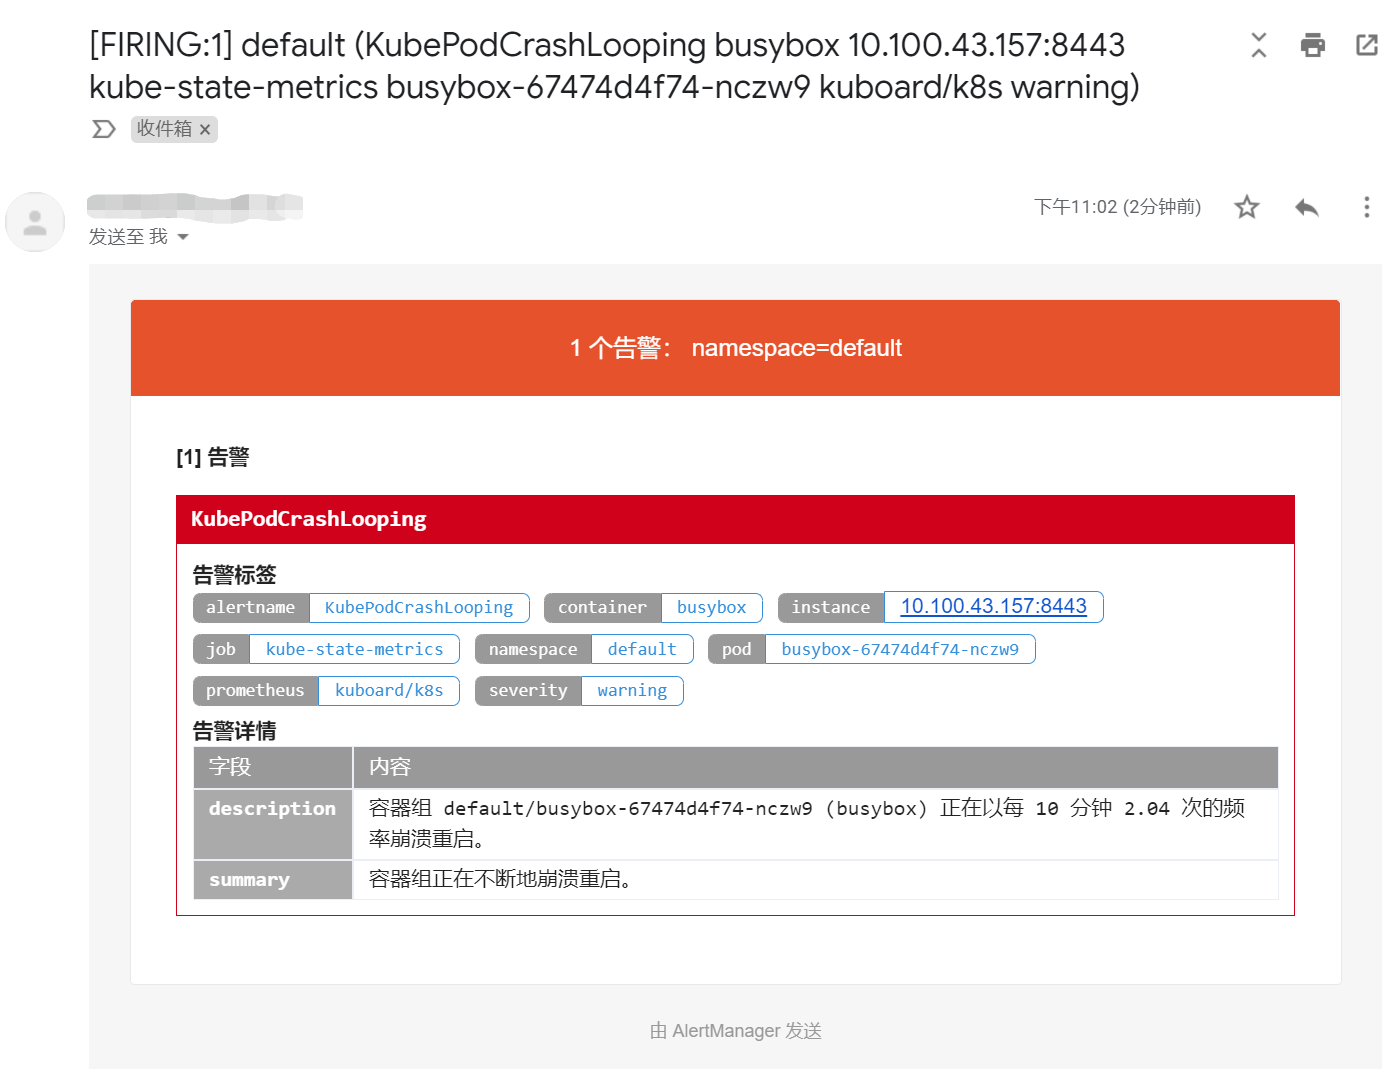 [FIRING:1] default (KubePodCrashLooping busybox 10.100.43.157:8443
kube-state-metrics busybox-67474d4f74-nczw9 kuboard/k8s warning)
收件箱 ×
下午11:02 (2分钟前)
发送至 我
1 个告警： namespace=default
[1] 告警
KubePodCrashLooping
告警标签
alertname KubePodCrashLooping container busybox instance 10.100.43.157:8443
job kube-state-metrics namespace default pod busybox-67474d4f74-nczw9
prometheus kuboard/k8s severity warning
告警详情
字段 内容
description 容器组 default/busybox-67474d4f74-nczw9 (busybox) 正在以每 10 分钟 2.04 次的频
率崩溃重启。
summary 容器组正在不断地崩溃重启。
由 AlertManager 发送